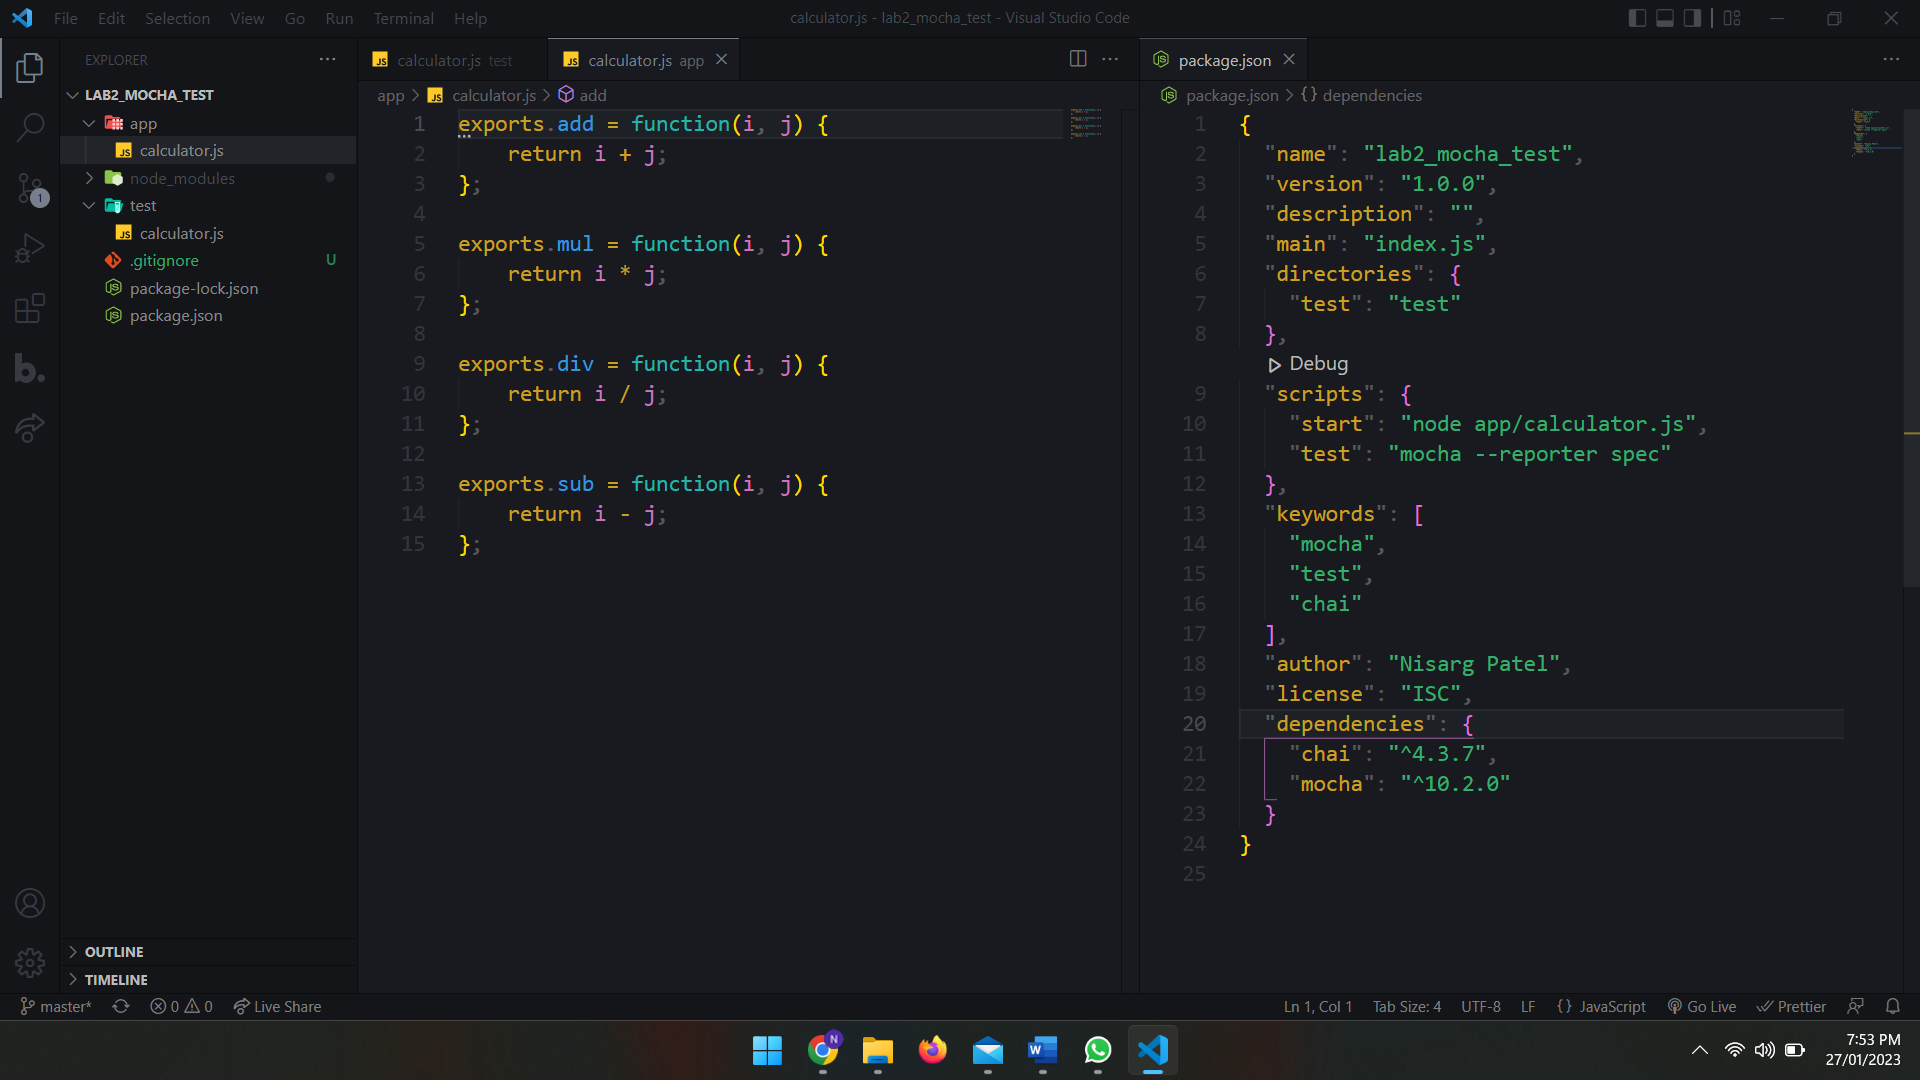 File Edit Selection View Go Run Terminal Help
calculator.js - lab2_mocha_test - Visual Studio Code
EXPLORER
LAB2_MOCHA_TEST
app
calculator.js
node_modules
test
calculator.js
.gitignore U
package-lock.json
package.json
OUTLINE
TIMELINE
1
b.
calculator.js test
calculator.js app
app > calculator.js > add
1 exports.add = function(i, j) {
2 return i + j;
3 };
4
5 exports.mul = function(i, j) {
6 return i * j;
7 };
8
9 exports.div = function(i, j) {
10 return i / j;
11 };
12
13 exports.sub = function(i, j) {
14 return i - j;
15 };
package.json
package.json > {} dependencies
1 {
2 "name": "lab2_mocha_test",
3 "version": "1.0.0",
4 "description": "",
5 "main": "index.js",
6 "directories": {
7 "test": "test"
8 },
Debug
9 "scripts": {
10 "start": "node app/calculator.js",
11 "test": "mocha --reporter spec"
12 },
13 "keywords": [
14 "mocha",
15 "test",
16 "chai"
17 ],
18 "author": "Nisarg Patel",
19 "license": "ISC",
20 "dependencies": {
21 "chai": "^4.3.7",
22 "mocha": "^10.2.0"
23 }
24 }
25
master* 0 0 Live Share
Ln 1, Col 1 Tab Size: 4 UTF-8 LF {} JavaScript Go Live Prettier
N
W
7:53 PM
27/01/2023